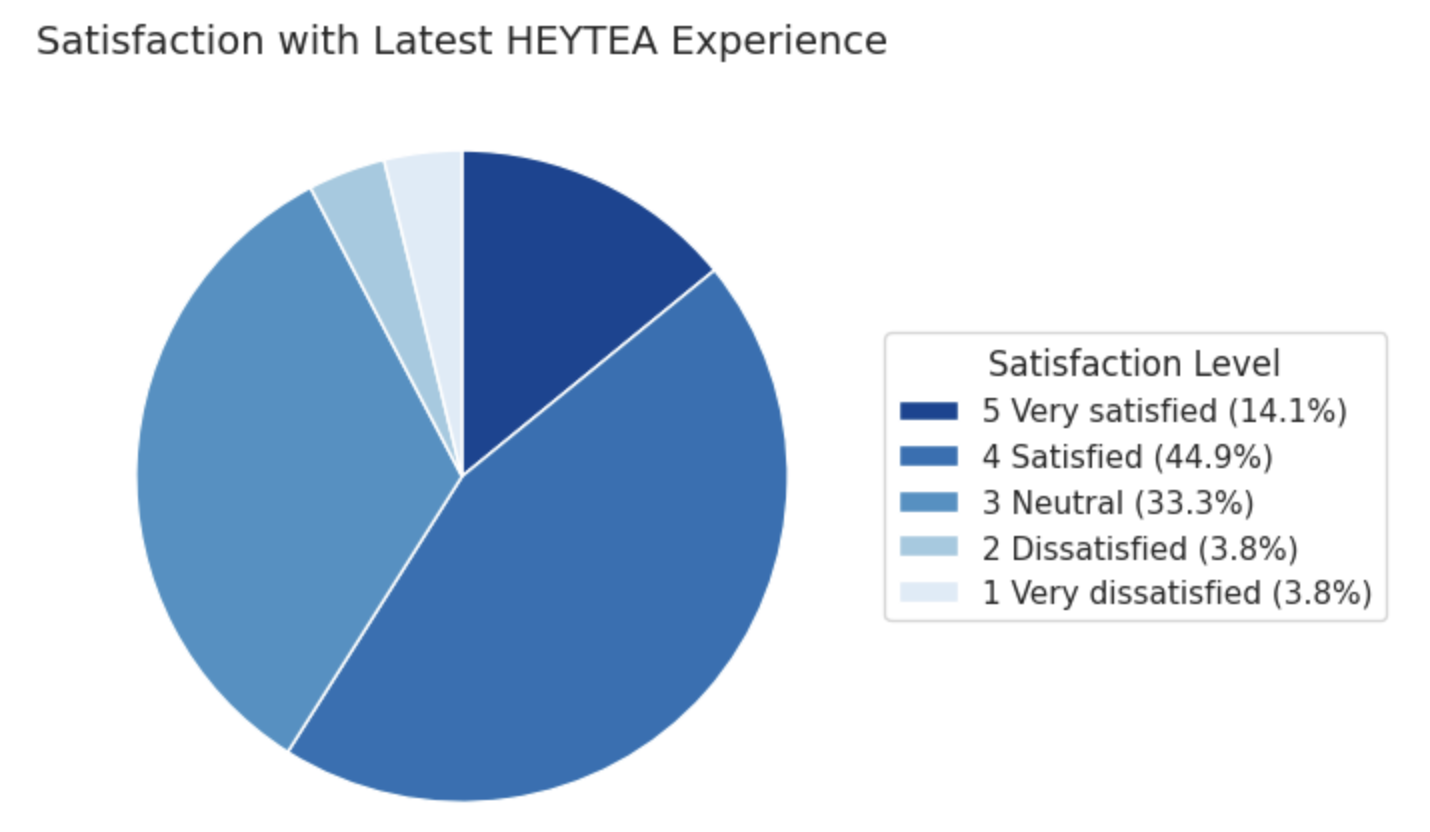 Satisfaction with Latest HEYTEA Experience
Satisfaction Level
5 Very satisfied (14.1%)
4 Satisfied (44.9%)
3 Neutral (33.3%)
2 Dissatisfied (3.8%)
1 Very dissatisfied (3.8%)